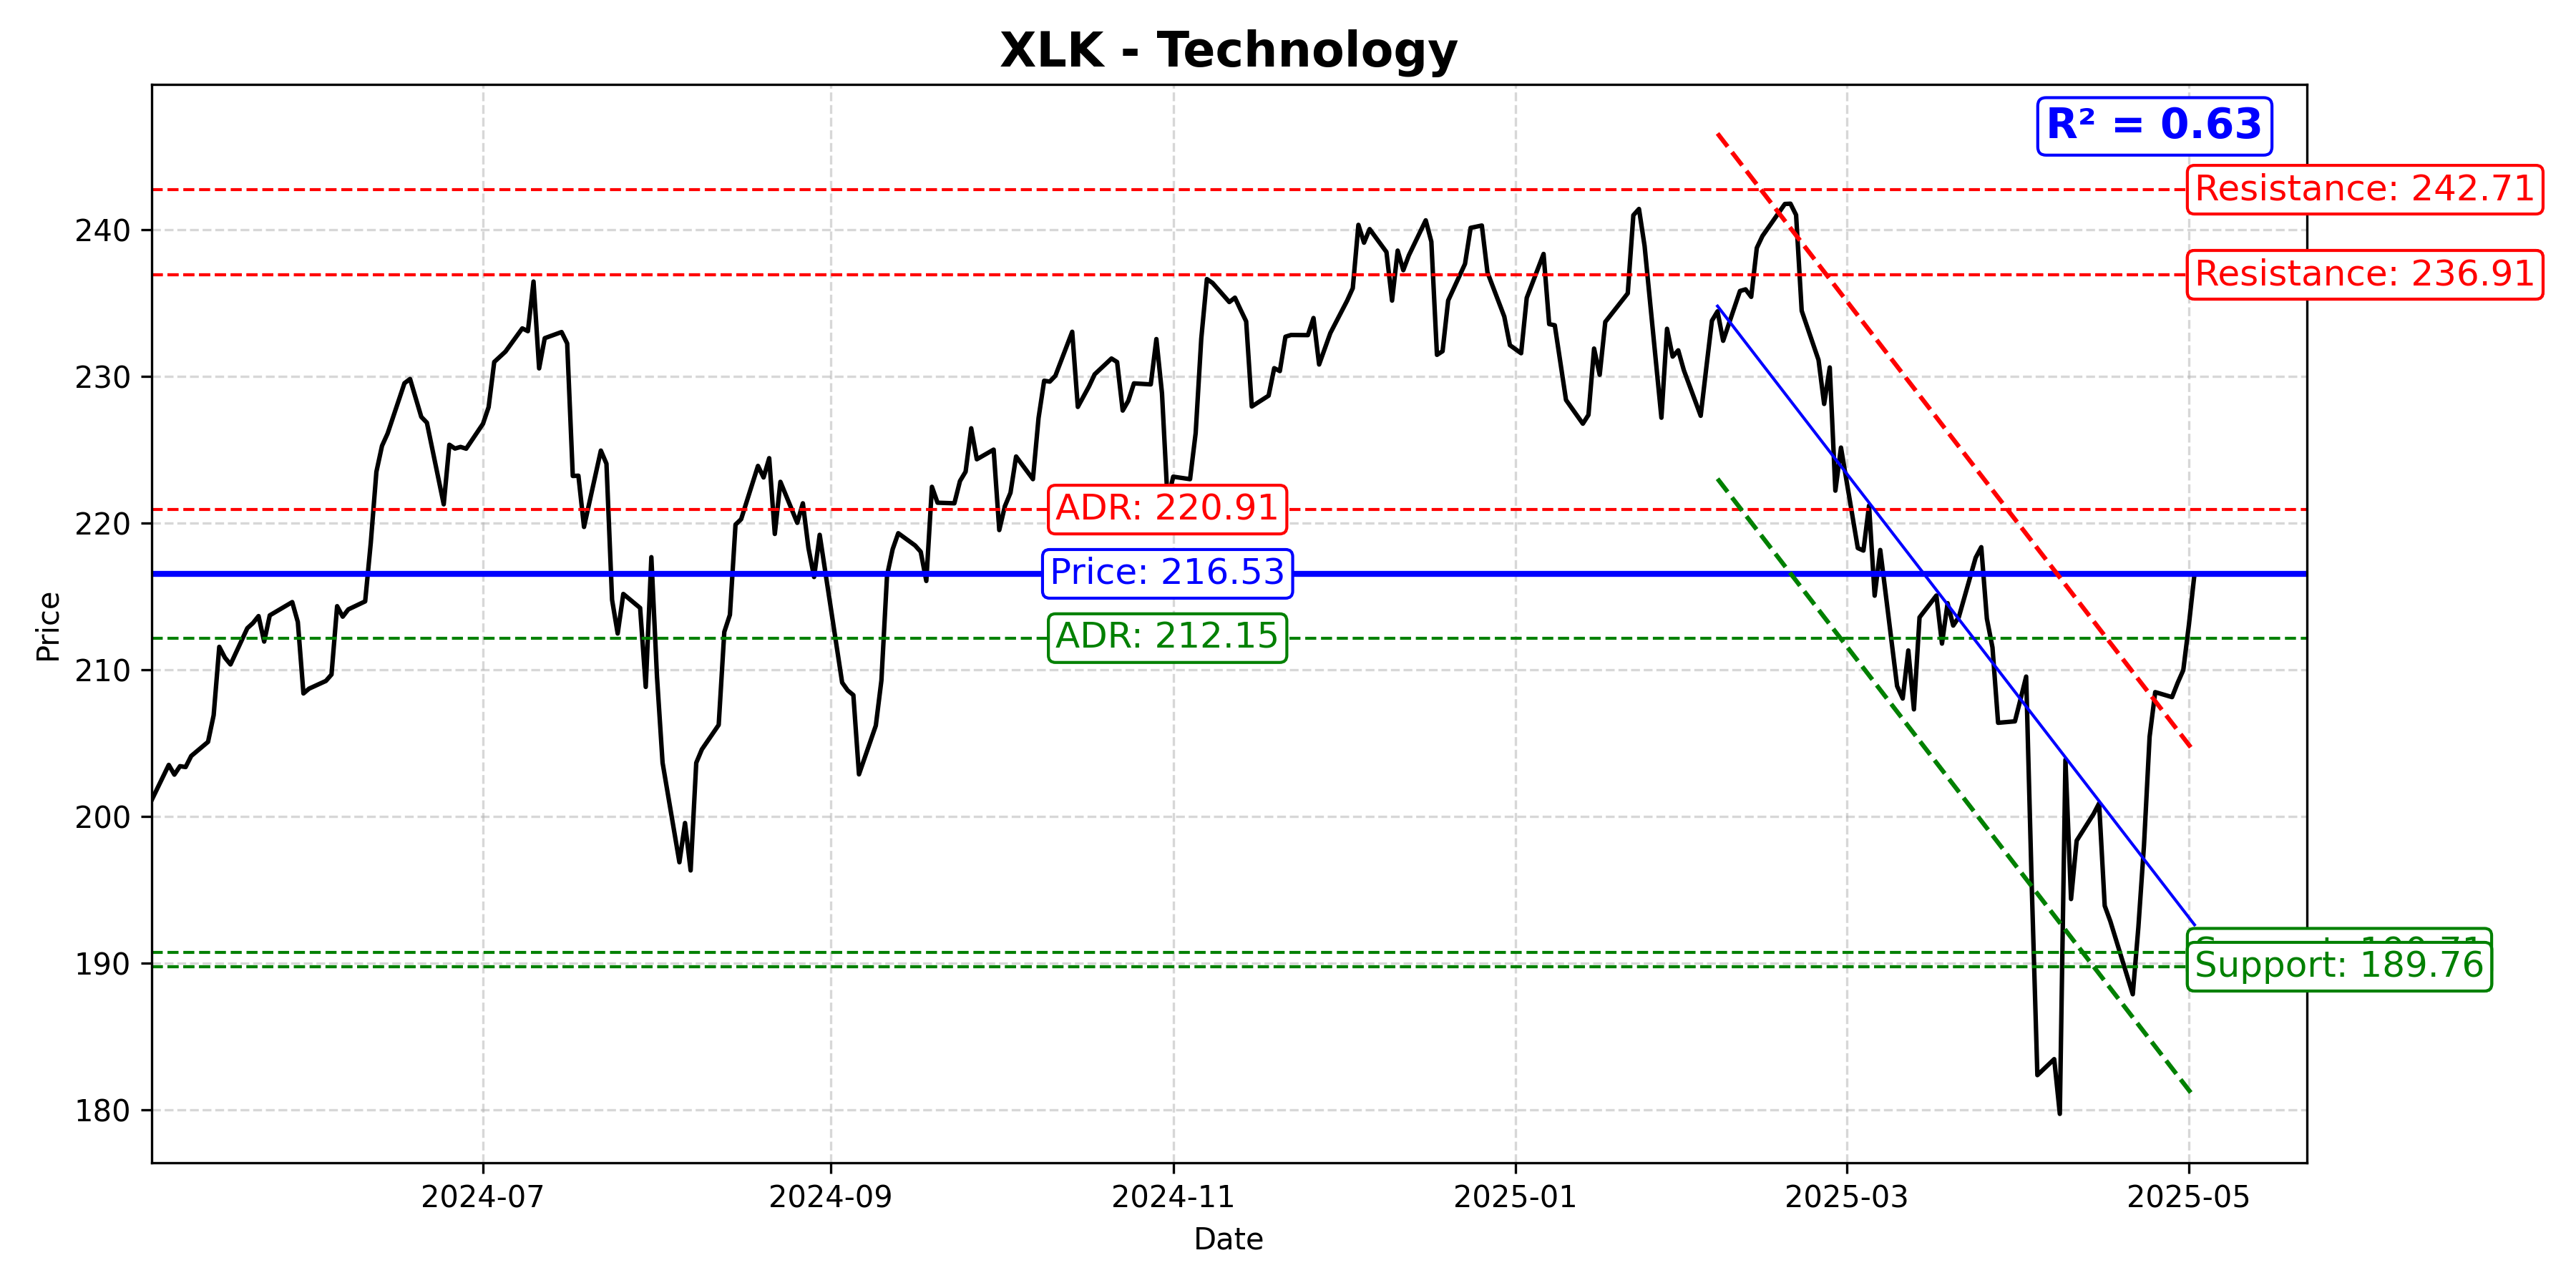 XLK - Technology
R² = 0.63
Resistance: 242.71
240
Resistance: 236.91
230
ADR: 220.91
220
Price: 216.53
ADR: 212.15
210
Price
200
190
Support: 189.76
180
2024-07 2024-09 2024-11 2025-01 2025-03 2025-05
Date